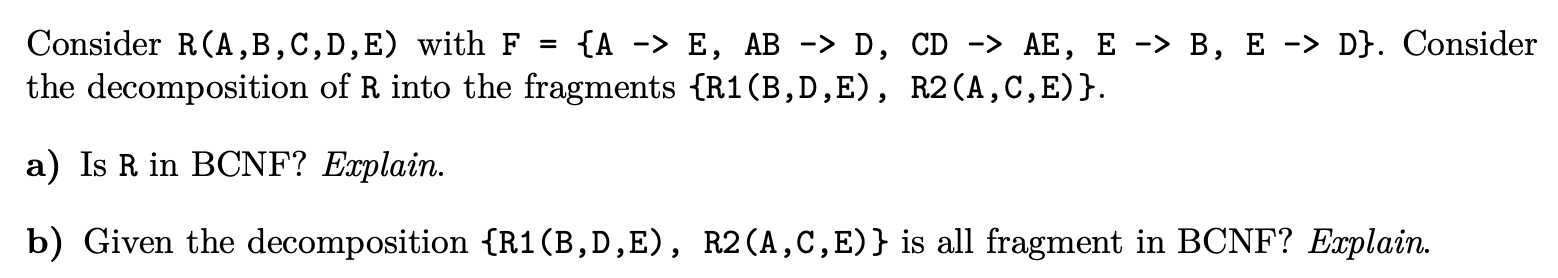 Consider R(A,B,C,D,E) with F = {A -> E, AB -> D, CD -> AE, E -> B, E -> D}. Consider
the decomposition of R into the fragments {R1(B,D,E), R2(A,C,E)}.
a) Is R in BCNF? Explain.
b) Given the decomposition {R1(B,D,E), R2(A,C,E)} is all fragment in BCNF? Explain.